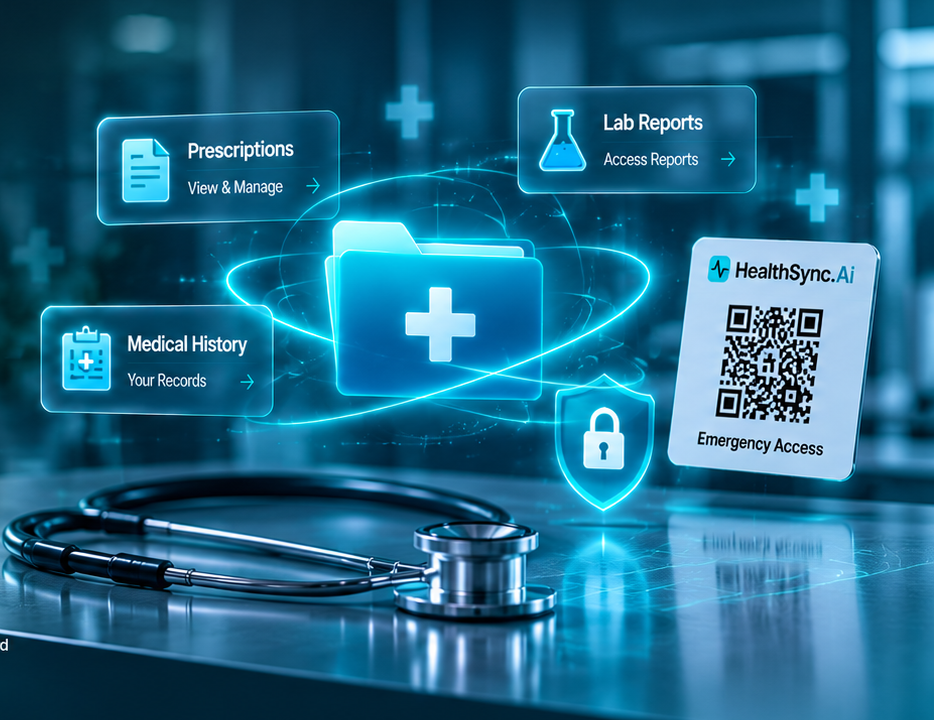 Prescriptions
View & Manage
Lab Reports
Access Reports
Medical History
Your Records
HealthSync.Ai
Emergency Access
d